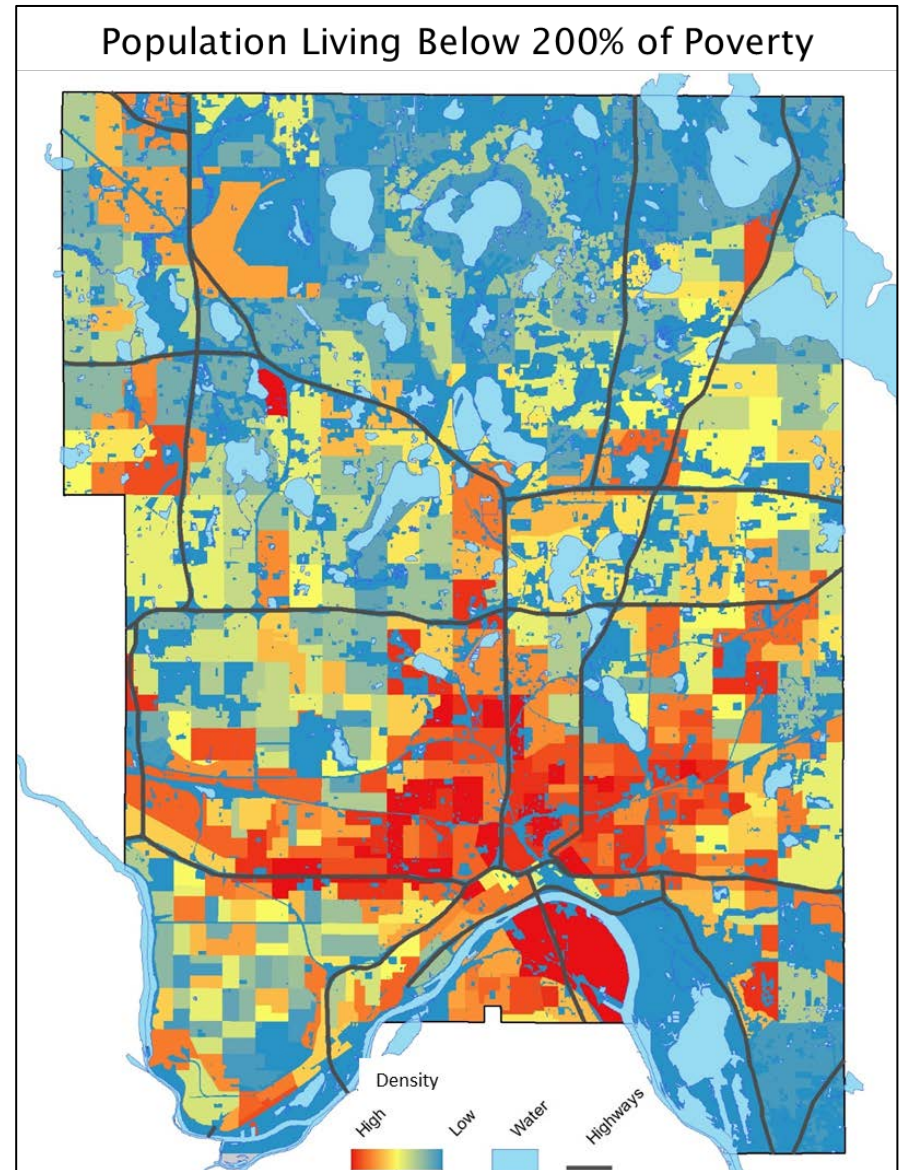 Population Living Below 200% of Poverty
Density
High
Low
Water
Highways